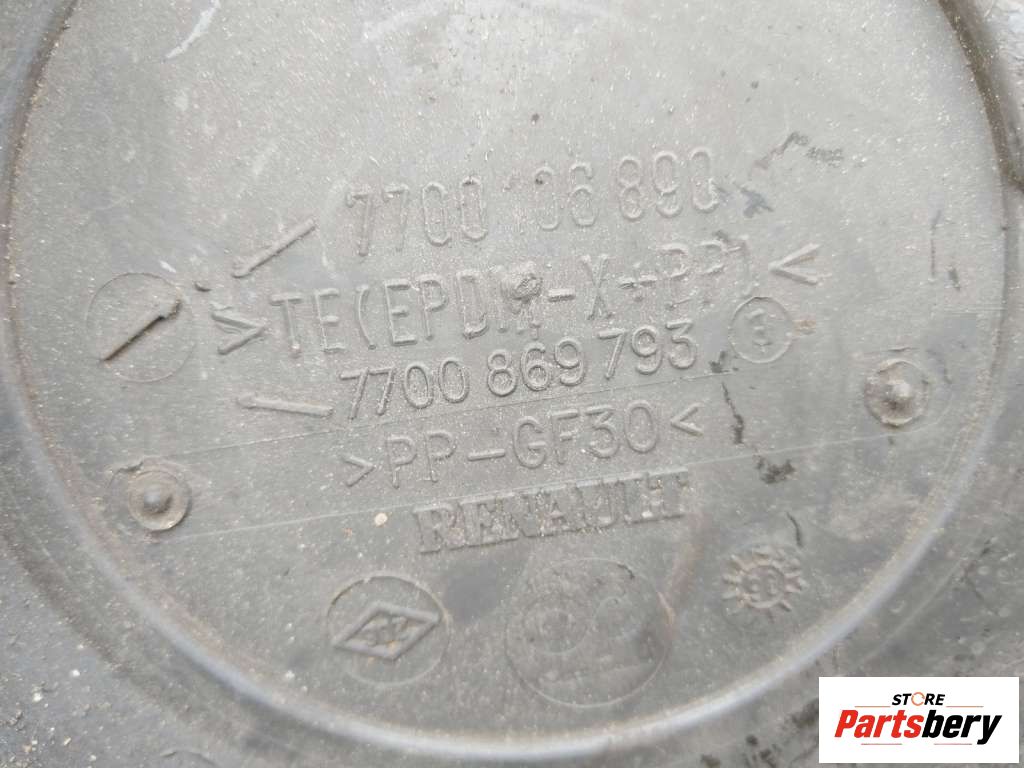 7700 106 890
>TE(EPDM-X+PP)<
7700 869 793
>PP-GF30<
RENAULT
STORE
Partsbery